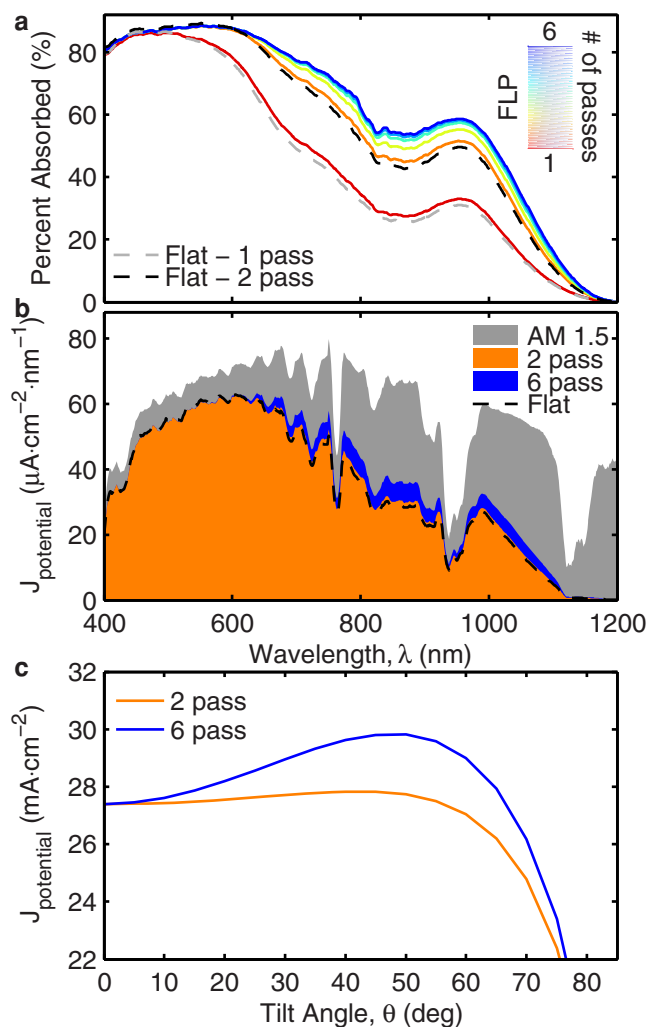 a
Percent Absorbed (%)
80
60
40
20
0
6
FLP
# of passes
1
Flat – 1 pass
Flat – 2 pass
b
J potential (μA·cm⁻²·nm⁻¹)
80
60
40
20
0
AM 1.5
2 pass
6 pass
Flat
400 600 800 1000 1200
Wavelength, λ (nm)
c
J potential (mA·cm⁻²)
32
30
28
26
24
22
2 pass
6 pass
0 10 20 30 40 50 60 70 80
Tilt Angle, θ (deg)